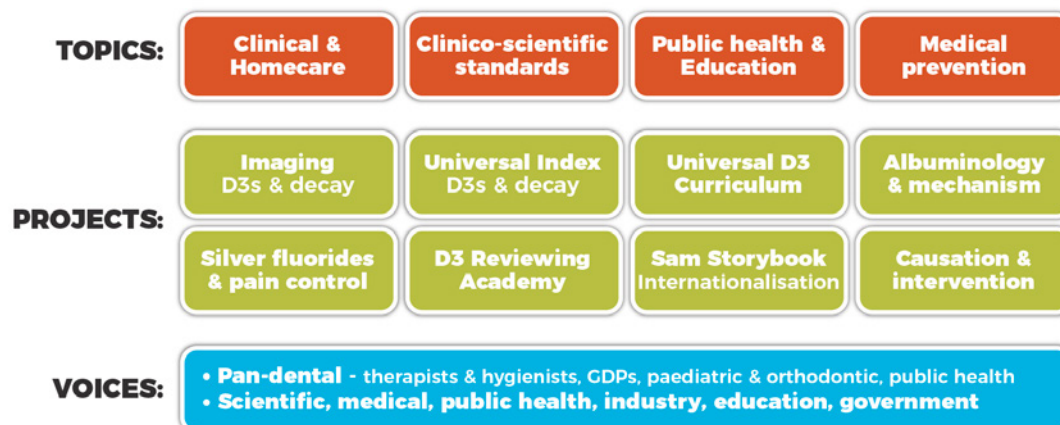 TOPICS:
Clinical &
Homecare
Clinico-scientific
standards
Public health &
Education
Medical
prevention
PROJECTS:
Imaging
D3s & decay
Universal Index
D3s & decay
Universal D3
Curriculum
Albuminology
& mechanism
Silver fluorides
& pain control
D3 Reviewing
Academy
Sam Storybook
Internationalisation
Causation &
intervention
VOICES:
• Pan-dental - therapists & hygienists, GDPs, paediatric & orthodontic, public health
• Scientific, medical, public health, industry, education, government